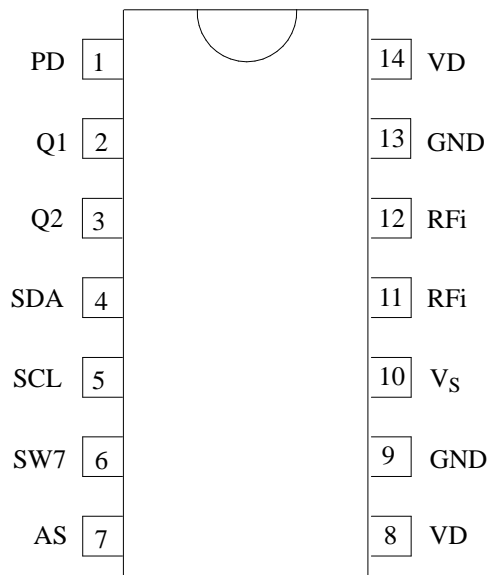 PD 1 14 VD
Q1 2 13 GND
Q2 3 12 RFi
SDA 4 11 RFi
SCL 5 10 VS
SW7 6 9 GND
AS 7 8 VD